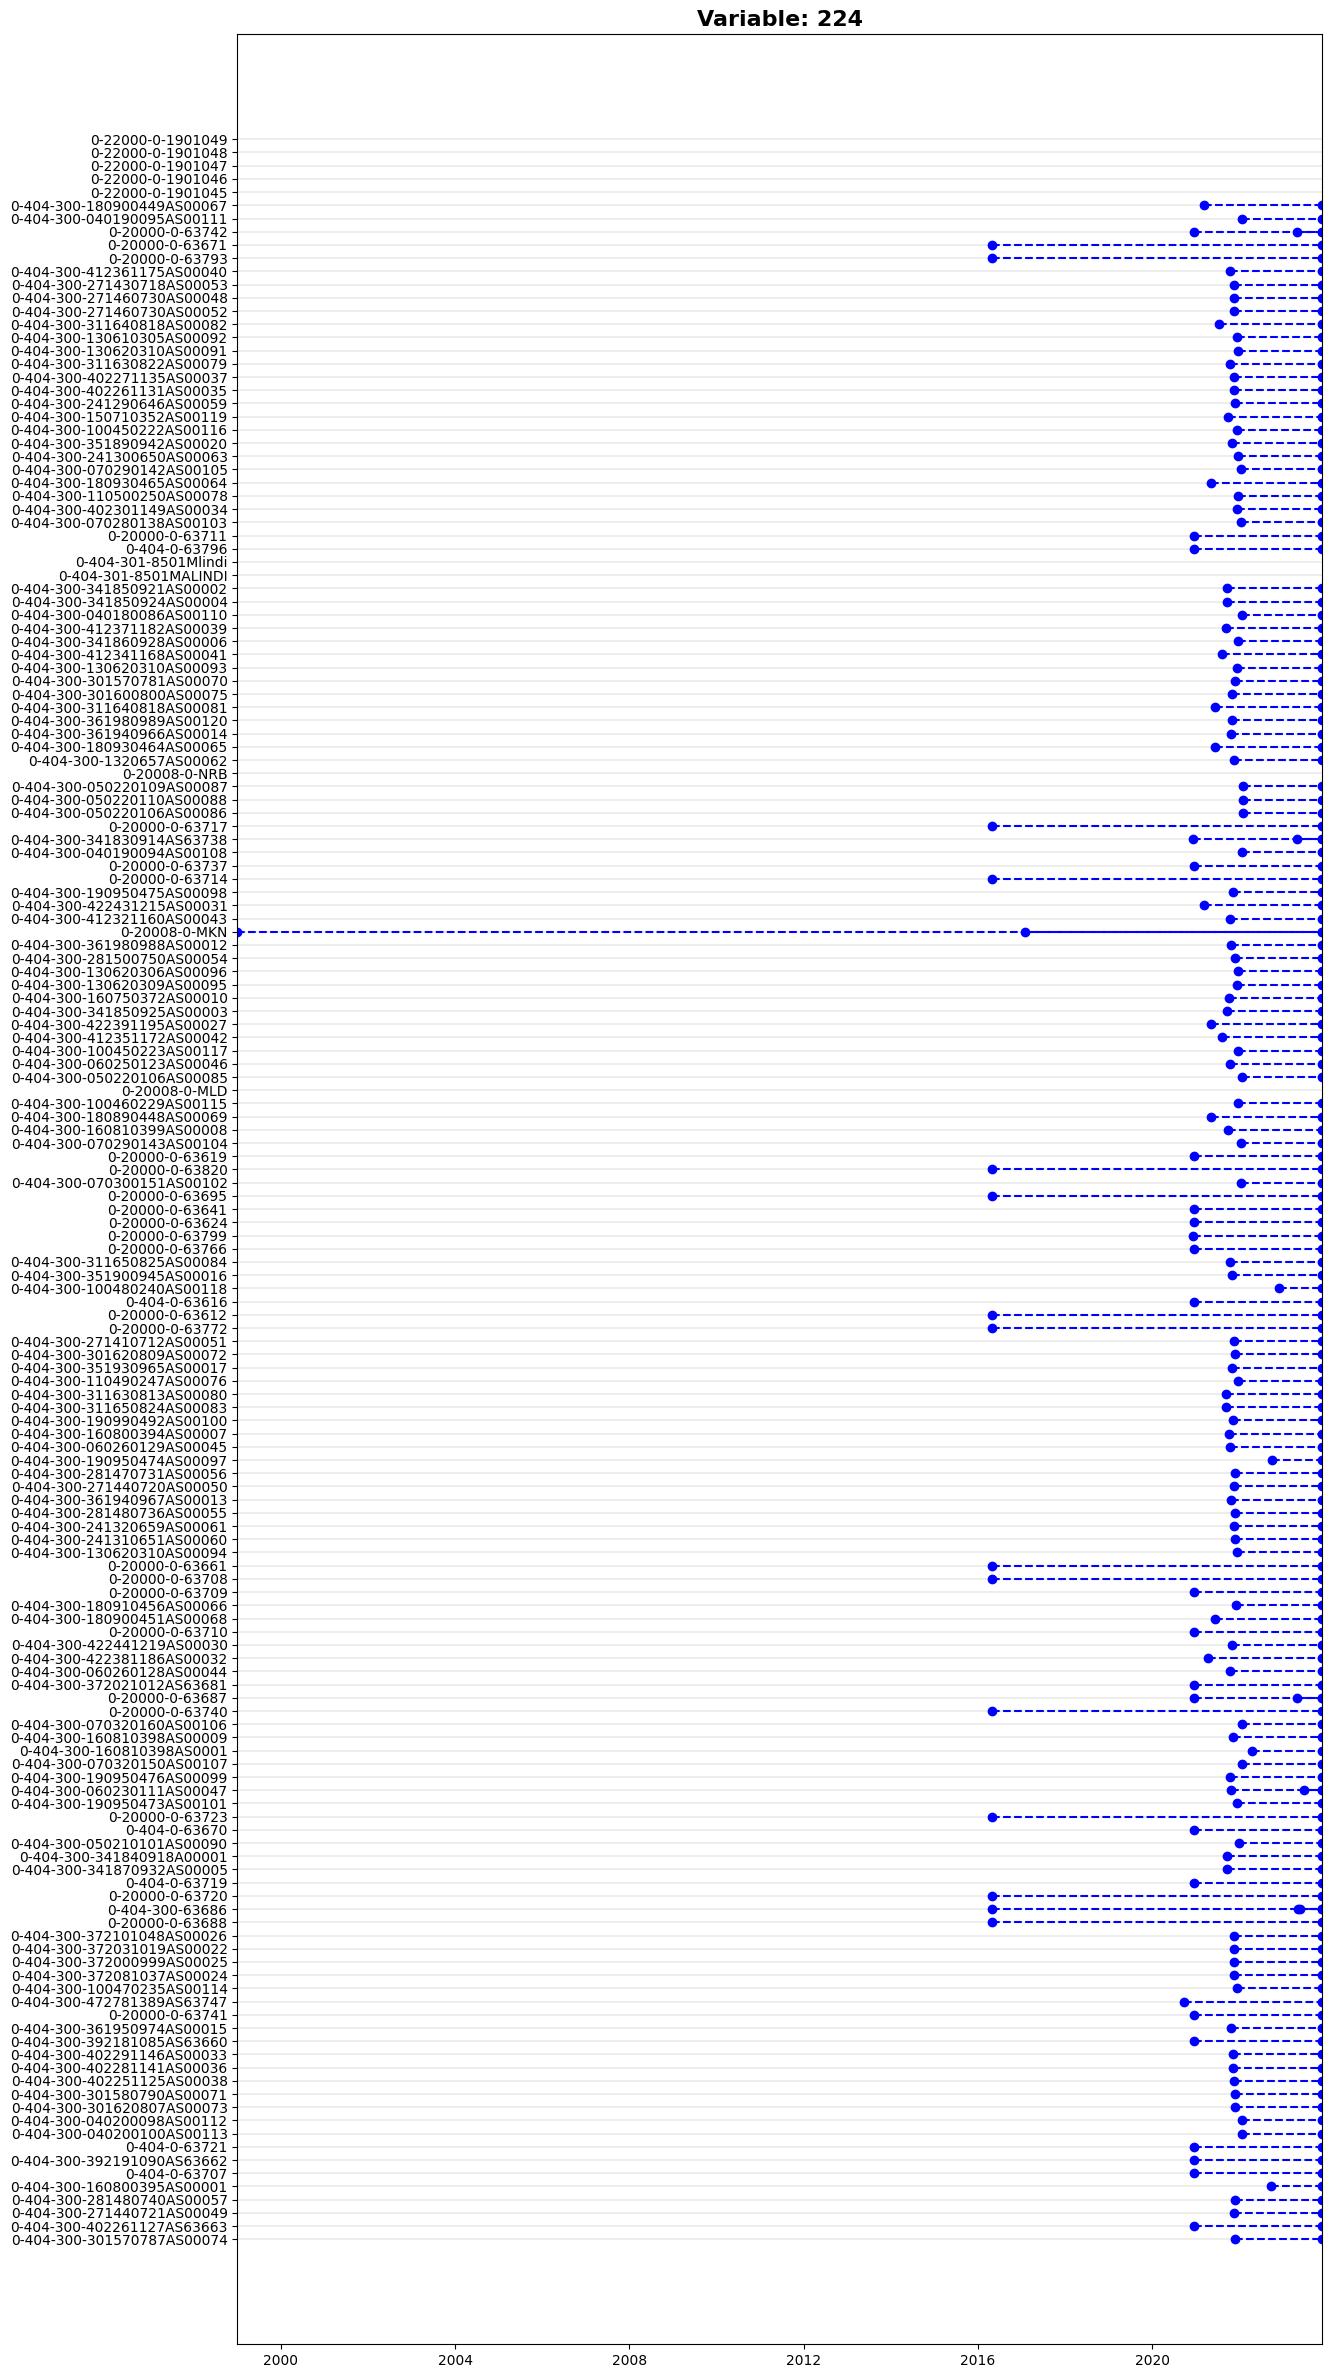 Variable: 224
0-22000-0-1901049
0-22000-0-1901048
0-22000-0-1901047
0-22000-0-1901046
0-22000-0-1901045
0-404-300-180900449AS00067
0-404-300-040190095AS00111
0-20000-0-63742
0-20000-0-63671
0-20000-0-63793
0-404-300-412361175AS00040
0-404-300-271430718AS00053
0-404-300-271460730AS00048
0-404-300-271460730AS00052
0-404-300-311640818AS00082
0-404-300-130610305AS00092
0-404-300-130620310AS00091
0-404-300-311630822AS00079
0-404-300-402271135AS00037
0-404-300-402261131AS00035
0-404-300-241290646AS00059
0-404-300-150710352AS00119
0-404-300-100450222AS00116
0-404-300-351890942AS00020
0-404-300-241300650AS00063
0-404-300-070290142AS00105
0-404-300-180930465AS00064
0-404-300-110500250AS00078
0-404-300-402301149AS00034
0-404-300-070280138AS00103
0-20000-0-63711
0-404-0-63796
0-404-301-8501Mlindi
0-404-301-8501MALINDI
0-404-300-341850921AS00002
0-404-300-341850924AS00004
0-404-300-040180086AS00110
0-404-300-412371182AS00039
0-404-300-341860928AS00006
0-404-300-412341168AS00041
0-404-300-130620310AS00093
0-404-300-301570781AS00070
0-404-300-301600800AS00075
0-404-300-311640818AS00081
0-404-300-361980989AS00120
0-404-300-361940966AS00014
0-404-300-180930464AS00065
0-404-300-1320657AS00062
0-20008-0-NRB
0-404-300-050220109AS00087
0-404-300-050220110AS00088
0-404-300-050220106AS00086
0-20000-0-63717
0-404-300-341830914AS63738
0-404-300-040190094AS00108
0-20000-0-63737
0-20000-0-63714
0-404-300-190950475AS00098
0-404-300-422431215AS00031
0-404-300-412321160AS00043
0-20008-0-MKN
0-404-300-361980988AS00012
0-404-300-281500750AS00054
0-404-300-130620306AS00096
0-404-300-130620309AS00095
0-404-300-160750372AS00010
0-404-300-341850925AS00003
0-404-300-422391195AS00027
0-404-300-412351172AS00042
0-404-300-100450223AS00117
0-404-300-060250123AS00046
0-404-300-050220106AS00085
0-20008-0-MLD
0-404-300-100460229AS00115
0-404-300-180890448AS00069
0-404-300-160810399AS00008
0-404-300-070290143AS00104
0-20000-0-63619
0-20000-0-63820
0-404-300-070300151AS00102
0-20000-0-63695
0-20000-0-63641
0-20000-0-63624
0-20000-0-63799
0-20000-0-63766
0-404-300-311650825AS00084
0-404-300-351900945AS00016
0-404-300-100480240AS00118
0-404-0-63616
0-20000-0-63612
0-20000-0-63772
0-404-300-271410712AS00051
0-404-300-301620809AS00072
0-404-300-351930965AS00017
0-404-300-110490247AS00076
0-404-300-311630813AS00080
0-404-300-311650824AS00083
0-404-300-190990492AS00100
0-404-300-160800394AS00007
0-404-300-060260129AS00045
0-404-300-190950474AS00097
0-404-300-281470731AS00056
0-404-300-271440720AS00050
0-404-300-361940967AS00013
0-404-300-281480736AS00055
0-404-300-241320659AS00061
0-404-300-241310651AS00060
0-404-300-130620310AS00094
0-20000-0-63661
0-20000-0-63708
0-20000-0-63709
0-404-300-180910456AS00066
0-404-300-180900451AS00068
0-20000-0-63710
0-404-300-422441219AS00030
0-404-300-422381186AS00032
0-404-300-060260128AS00044
0-404-300-372021012AS63681
0-20000-0-63687
0-20000-0-63740
0-404-300-070320160AS00106
0-404-300-160810398AS00009
0-404-300-160810398AS0001
0-404-300-070320150AS00107
0-404-300-190950476AS00099
0-404-300-060230111AS00047
0-404-300-190950473AS00101
0-20000-0-63723
0-404-0-63670
0-404-300-050210101AS00090
0-404-300-341840918A00001
0-404-300-341870932AS00005
0-404-0-63719
0-20000-0-63720
0-404-300-63686
0-20000-0-63688
0-404-300-372101048AS00026
0-404-300-372031019AS00022
0-404-300-372000999AS00025
0-404-300-372081037AS00024
0-404-300-100470235AS00114
0-404-300-472781389AS63747
0-20000-0-63741
0-404-300-361950974AS00015
0-404-300-392181085AS63660
0-404-300-402291146AS00033
0-404-300-402281141AS00036
0-404-300-402251125AS00038
0-404-300-301580790AS00071
0-404-300-301620807AS00073
0-404-300-040200098AS00112
0-404-300-040200100AS00113
0-404-0-63721
0-404-300-392191090AS63662
0-404-0-63707
0-404-300-160800395AS00001
0-404-300-281480740AS00057
0-404-300-271440721AS00049
0-404-300-402261127AS63663
0-404-300-301570787AS00074
2000 2004 2008 2012 2016 2020